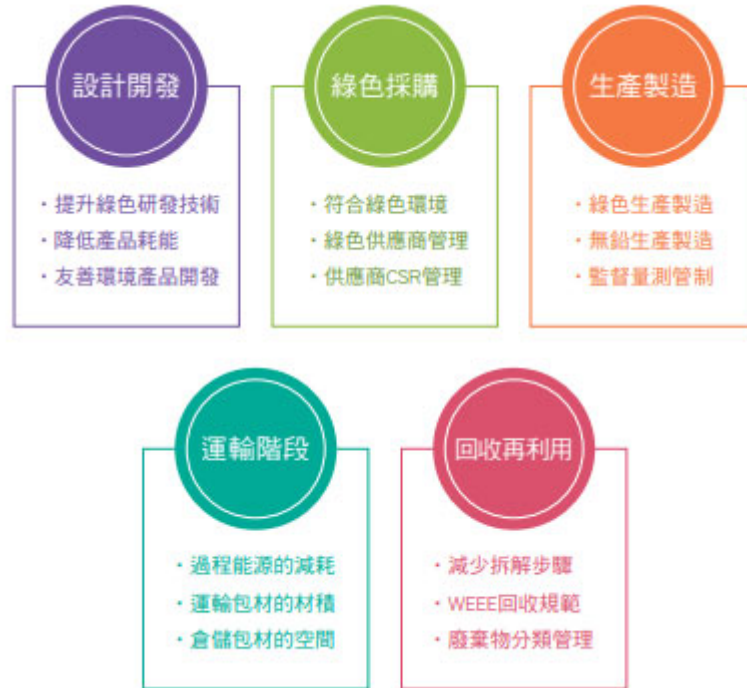 設計開發
・提升綠色研發技術
・降低產品耗能
・友善環境產品開發
綠色採購
・符合綠色環境
・綠色供應商管理
・供應商CSR管理
生產製造
・綠色生產製造
・無鉛生產製造
・監督量測管制
運輸階段
・過程能源的減耗
・運輸包材的材積
・倉儲包材的空間
回收再利用
・減少拆解步驟
・WEEE回收規範
・廢棄物分類管理